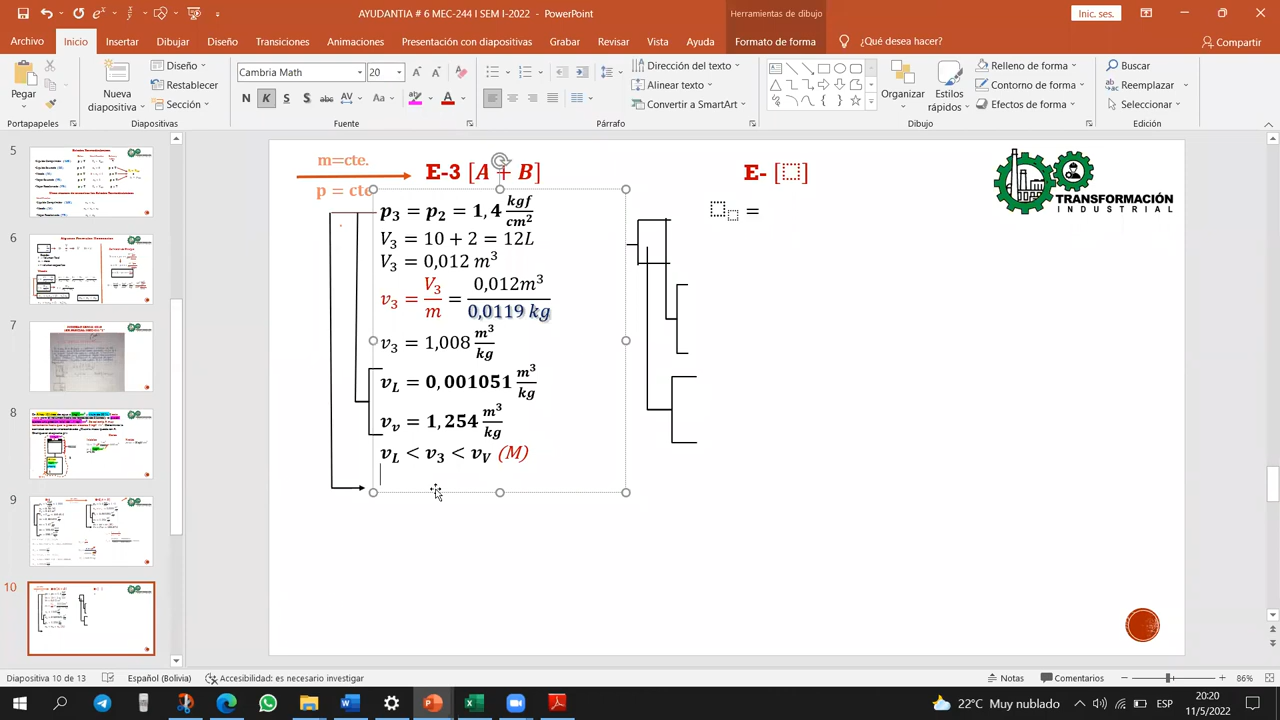 AYUDANTIA # 6 MEC-244 I SEM I-2022 - PowerPoint
Herramientas de dibujo
Inic. ses.
Archivo Inicio Insertar Dibujar Diseño Transiciones Animaciones Presentación con diapositivas Grabar Revisar Vista Ayuda Formato de forma ¿Qué desea hacer? Compartir
Pegar
Nueva diapositiva
Diseño
Restablecer
Sección
Cambria Math 20
N K S S abc AV Aa A
Dirección del texto
Alinear texto
Convertir a SmartArt
Organizar
Estilos rápidos
Relleno de forma
Contorno de forma
Efectos de forma
Buscar
Reemplazar
Seleccionar
Portapapeles Diapositivas Fuente Párrafo Dibujo Edición
5
7
8
9
10
m=cte.
p = cte
E-3 [A + B]
p₃ = p₂ = 1,4 kgf/cm²
V₃ = 10 + 2 = 12L
V₃ = 0,012 m³
v₃ = V₃/m = 0,012m³/0,0119 kg
v₃ = 1,008 m³/kg
v_L = 0,001051 m³/kg
v_v = 1,254 m³/kg
v_L < v₃ < v_V (M)
E- [⬚]
⬚ =
TRANSFORMACIÓN
INDUSTRIAL
Diapositiva 10 de 13 Español (Bolivia) Accesibilidad: es necesario investigar Notas Comentarios 86%
22°C Muy nublado ESP 20:20
11/5/2022